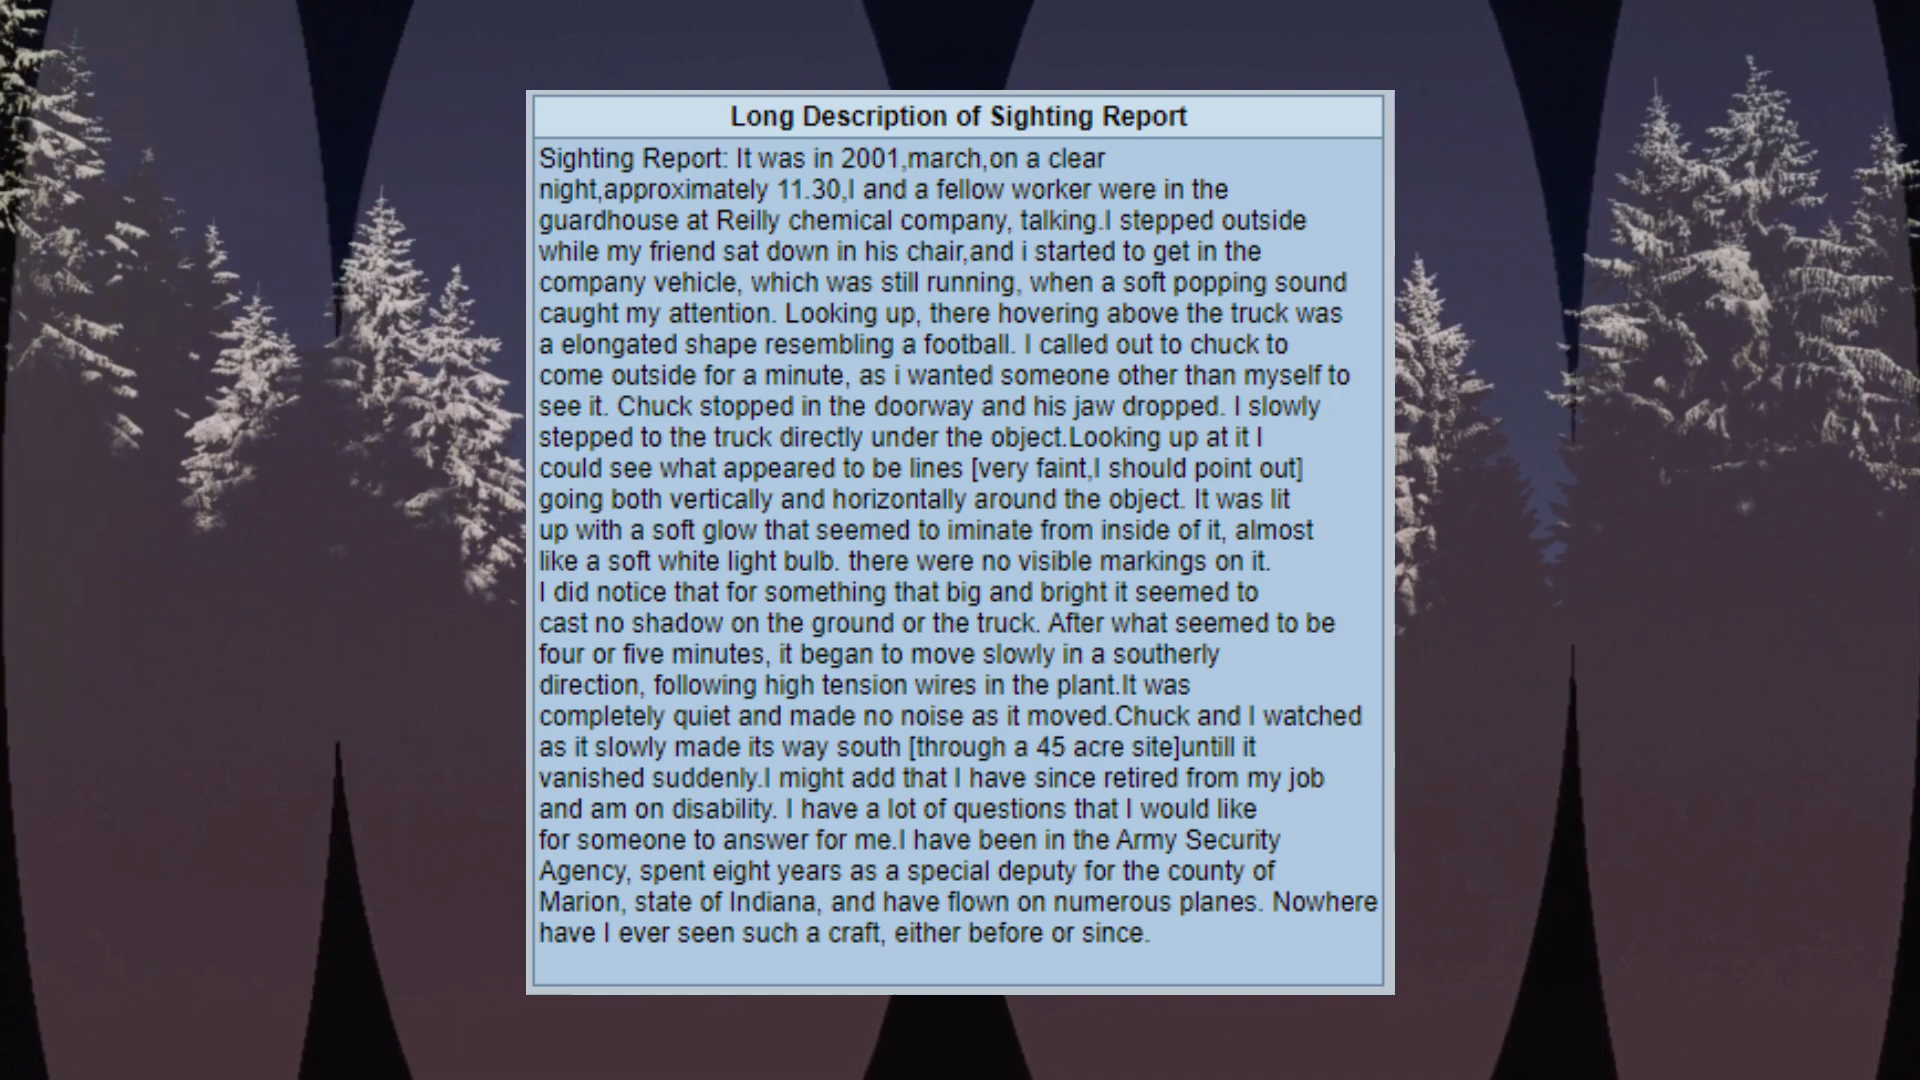 Long Description of Sighting Report
Sighting Report: It was in 2001,march,on a clear
night,approximately 11.30,I and a fellow worker were in the
guardhouse at Reilly chemical company, talking.I stepped outside
while my friend sat down in his chair,and i started to get in the
company vehicle, which was still running, when a soft popping sound
caught my attention. Looking up, there hovering above the truck was
a elongated shape resembling a football. I called out to chuck to
come outside for a minute, as i wanted someone other than myself to
see it. Chuck stopped in the doorway and his jaw dropped. I slowly
stepped to the truck directly under the object.Looking up at it I
could see what appeared to be lines [very faint,I should point out]
going both vertically and horizontally around the object. It was lit
up with a soft glow that seemed to iminate from inside of it, almost
like a soft white light bulb. there were no visible markings on it.
I did notice that for something that big and bright it seemed to
cast no shadow on the ground or the truck. After what seemed to be
four or five minutes, it began to move slowly in a southerly
direction, following high tension wires in the plant.It was
completely quiet and made no noise as it moved.Chuck and I watched
as it slowly made its way south [through a 45 acre site]untill it
vanished suddenly.I might add that I have since retired from my job
and am on disability. I have a lot of questions that I would like
for someone to answer for me.I have been in the Army Security
Agency, spent eight years as a special deputy for the county of
Marion, state of Indiana, and have flown on numerous planes. Nowhere
have I ever seen such a craft, either before or since.